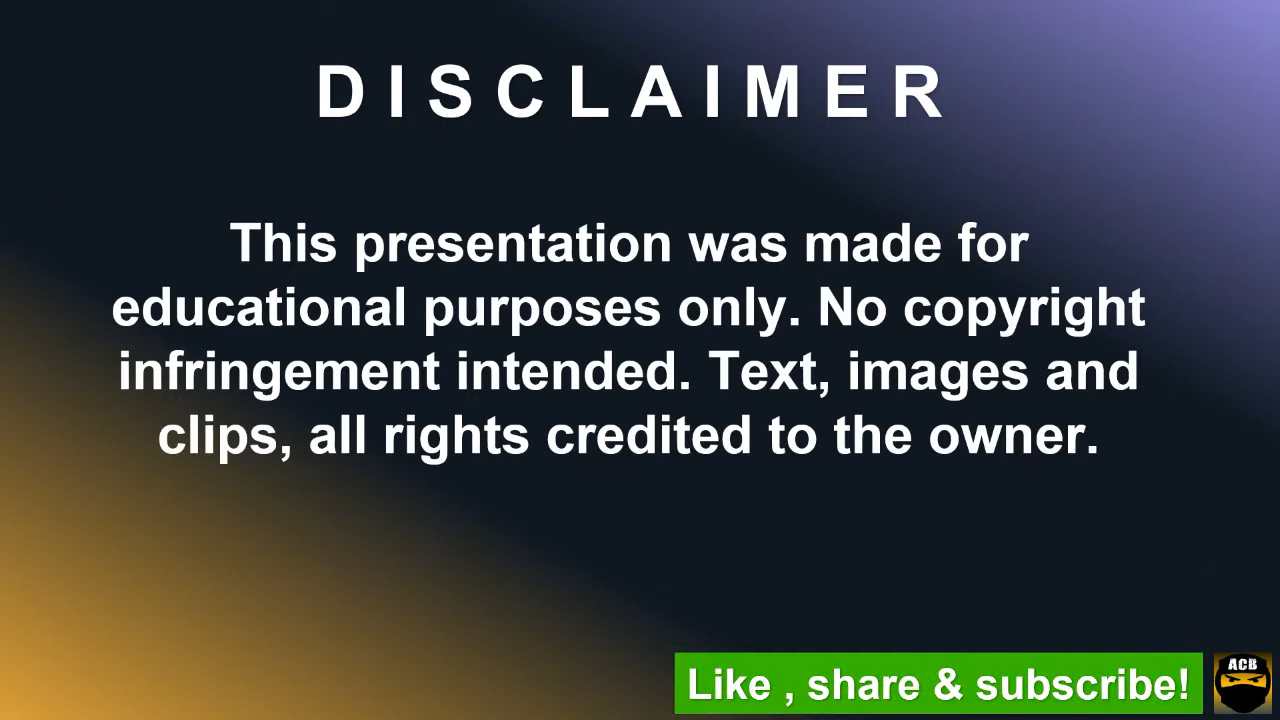 D I S C L A I M E R
This presentation was made for
educational purposes only. No copyright
infringement intended. Text, images and
clips, all rights credited to the owner.
Like , share & subscribe!
ACB